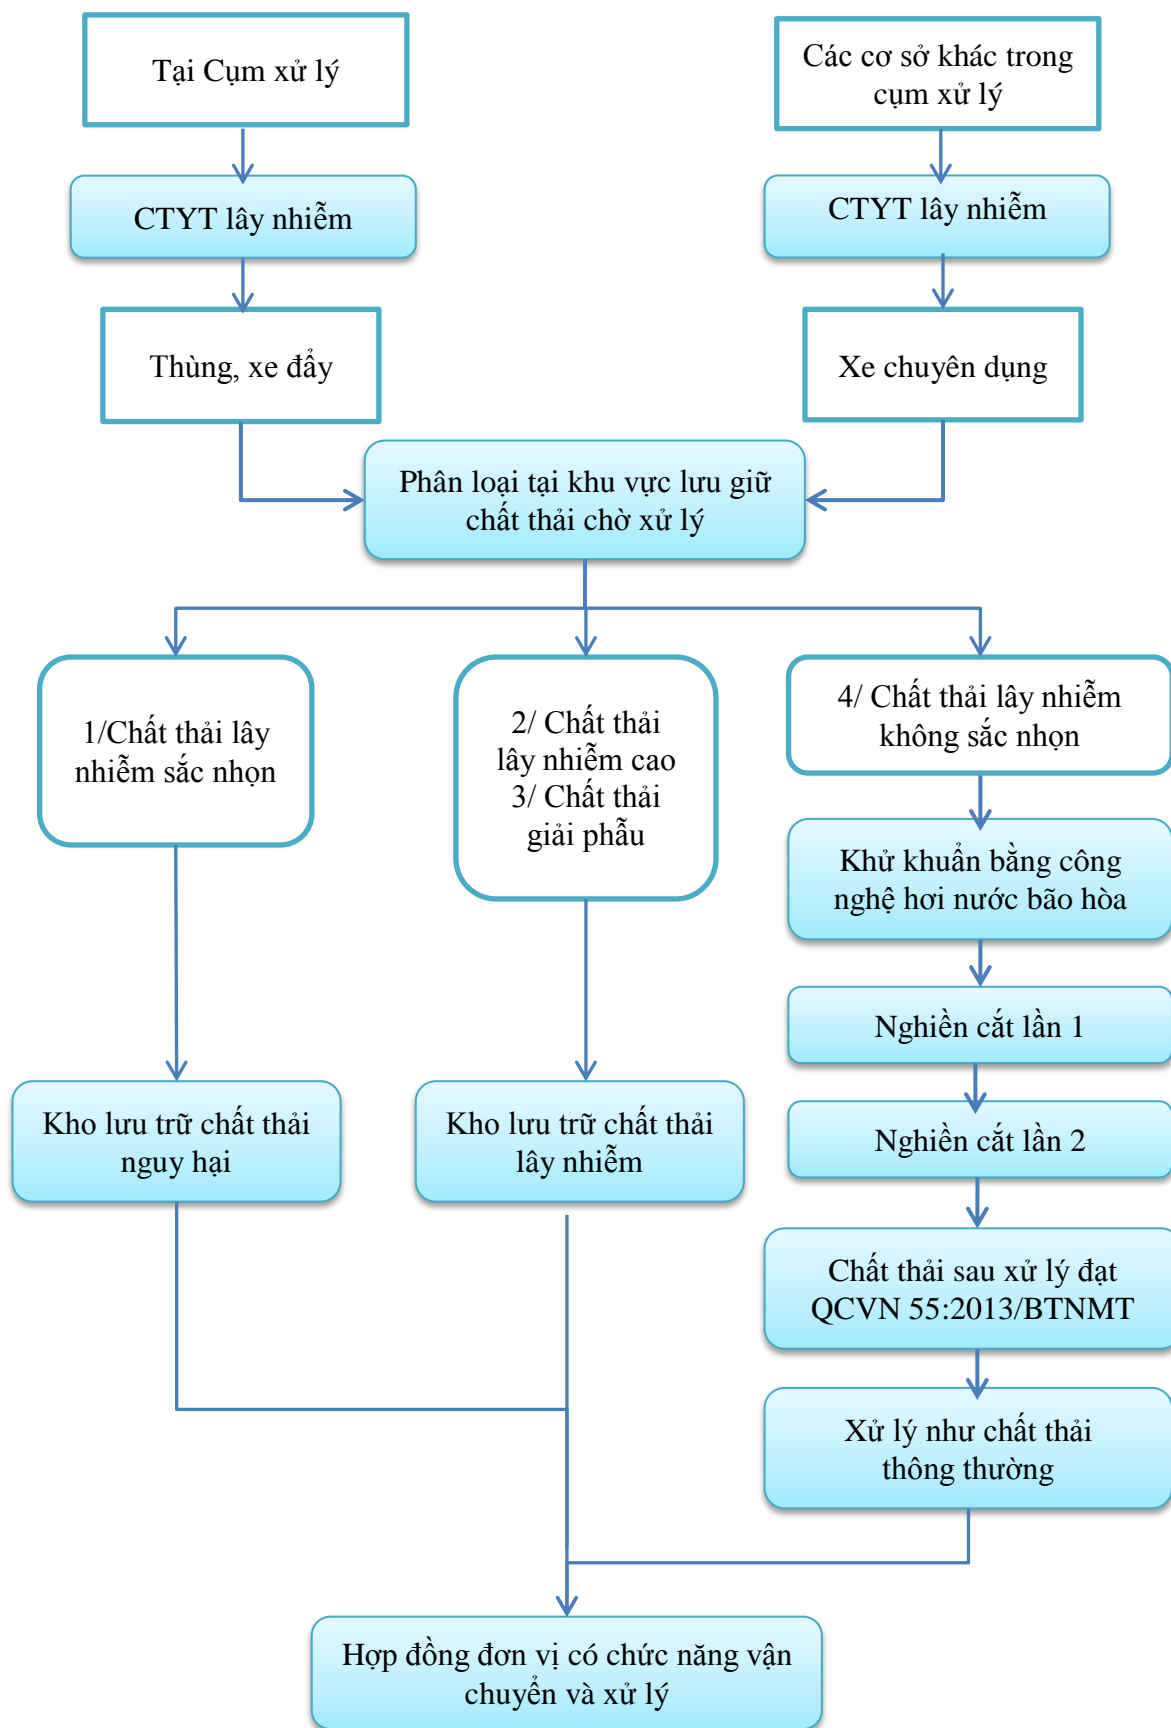 Tại Cụm xử lý
Các cơ sở khác trong
cụm xử lý
CTYT lây nhiễm
CTYT lây nhiễm
Thùng, xe đẩy
Xe chuyên dụng
Phân loại tại khu vực lưu giữ
chất thải chờ xử lý
1/Chất thải lây
nhiễm sắc nhọn
2/ Chất thải
lây nhiễm cao
3/ Chất thải
giải phẫu
4/ Chất thải lây nhiễm
không sắc nhọn
Khử khuẩn bằng công
nghệ hơi nước bão hòa
Nghiền cắt lần 1
Kho lưu trữ chất thải
nguy hại
Kho lưu trữ chất thải
lây nhiễm
Nghiền cắt lần 2
Chất thải sau xử lý đạt
QCVN 55:2013/BTNMT
Xử lý như chất thải
thông thường
Hợp đồng đơn vị có chức năng vận
chuyển và xử lý